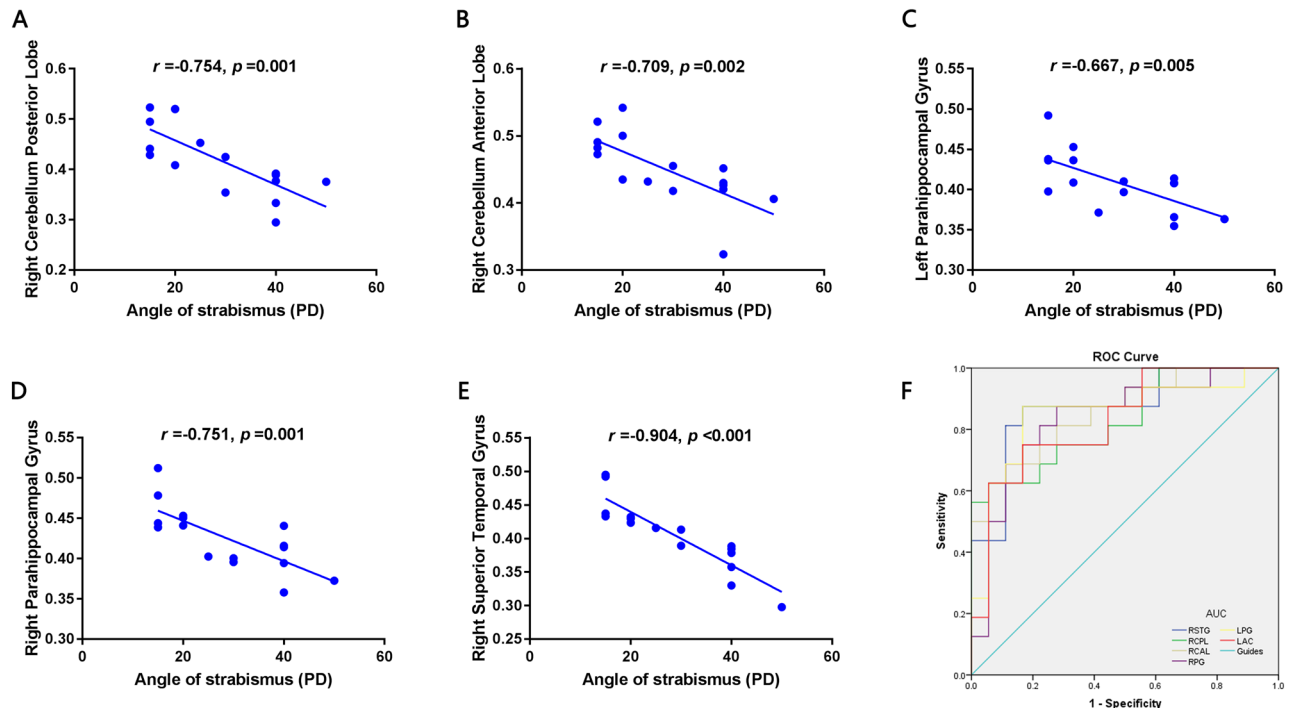 A
r=-0.754, p=0.001
Right Cerebellum Posterior Lobe
0.6
0.5
0.4
0.3
0.2
0
20
40
60
Angle of strabismus (PD)
B
r=-0.709, p=0.002
Right Cerebellum Anterior Lobe
0.6
0.5
0.4
0.3
0
20
40
60
Angle of strabismus (PD)
C
r=-0.667, p=0.005
Left Parahippocampal Gyrus
0.55
0.50
0.45
0.40
0.35
0.30
0
20
40
60
Angle of strabismus (PD)
D
r=-0.751, p=0.001
Right Parahippocampal Gyrus
0.55
0.50
0.45
0.40
0.35
0.30
0
20
40
60
Angle of strabismus (PD)
E
r=-0.904, p <0.001
Right Superior Temporal Gyrus
0.55
0.50
0.45
0.40
0.35
0.30
0.25
0
20
40
60
Angle of strabismus (PD)
F
ROC Curve
Sensitivity
1.0
0.8
0.6
0.4
0.2
0.0
AUC
RSTG
LPG
RCPL
LAC
RCAL
Guides
RPG
0.0
0.2
0.4
0.6
0.8
1.0
1 - Specificity